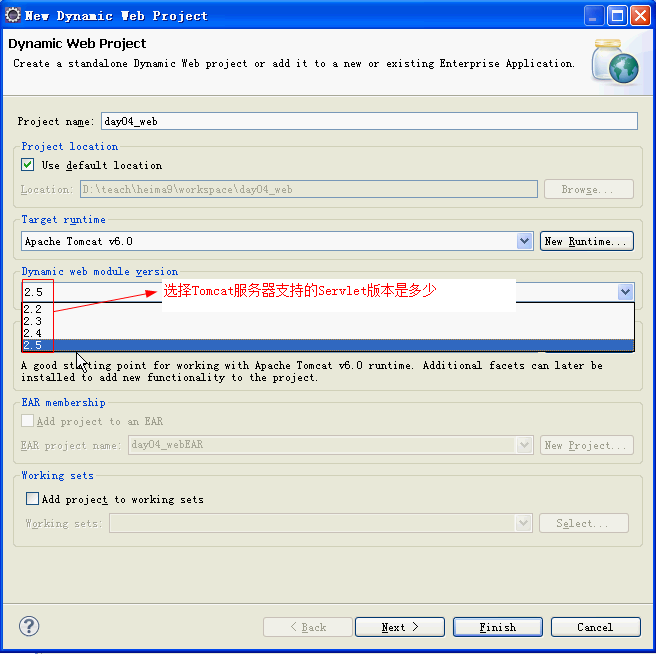 New Dynamic Web Project
Dynamic Web Project
Create a standalone Dynamic Web project or add it to a new or existing Enterprise Application.
Project name: day04_web
Project location
Use default location
Location: D:\teach\heima9\workspace\day04_web Browse...
Target runtime
Apache Tomcat v6.0 New Runtime...
Dynamic web module version
2.5 选择Tomcat服务器支持的Servlet版本是多少
2.2
2.3
2.4
2.5
A good starting point for working with Apache Tomcat v6.0 runtime. Additional facets can later be
installed to add new functionality to the project.
EAR membership
Add project to an EAR
EAR project name: day04_webEAR New Project...
Working sets
Add project to working sets
Working sets: Select...
? < Back Next > Finish Cancel